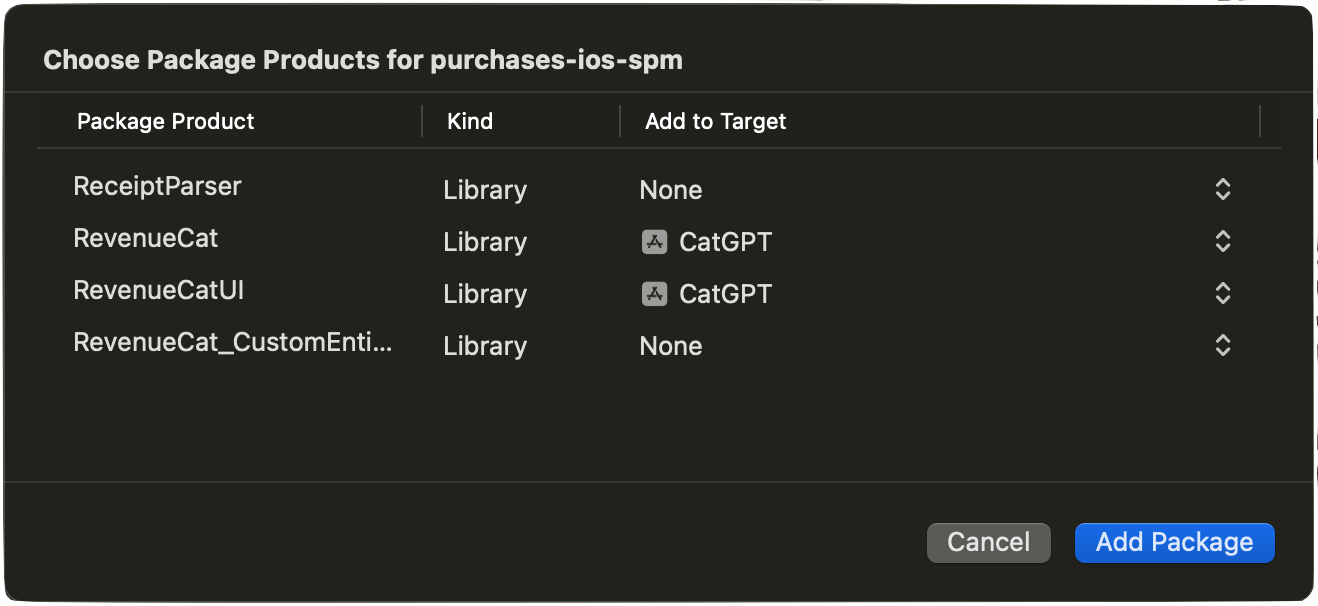 Choose Package Products for purchases-ios-spm
Package Product Kind Add to Target
ReceiptParser Library None
RevenueCat Library CatGPT
RevenueCatUI Library CatGPT
RevenueCat_CustomEnti... Library None
Cancel Add Package